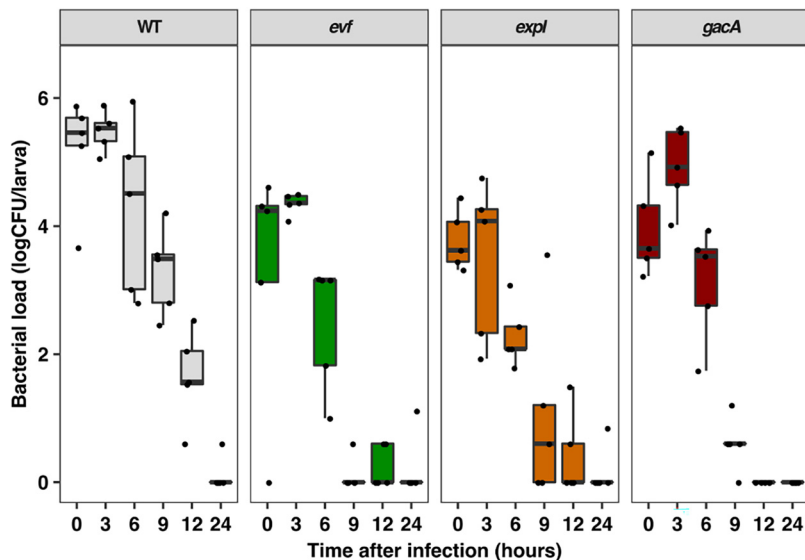 WT evf expI gacA
Bacterial load (logCFU/larva)
6
4
2
0
0 3 6 9 12 24 0 3 6 9 12 24 0 3 6 9 12 24 0 3 6 9 12 24
Time after infection (hours)